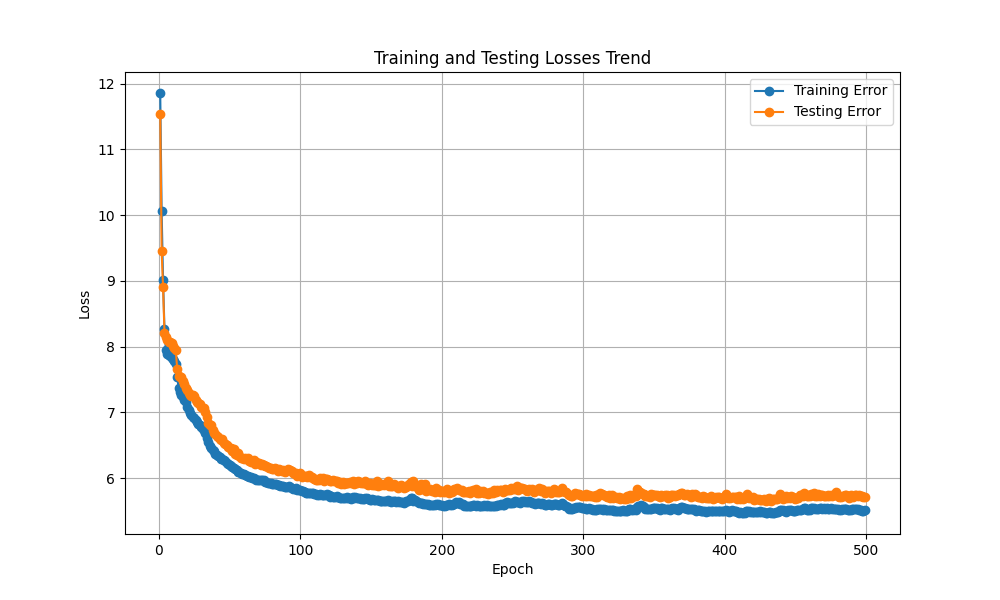 Training and Testing Losses Trend
Training Error
Testing Error
12
11
10
9
8
7
6
Loss
0
100
200
300
400
500
Epoch